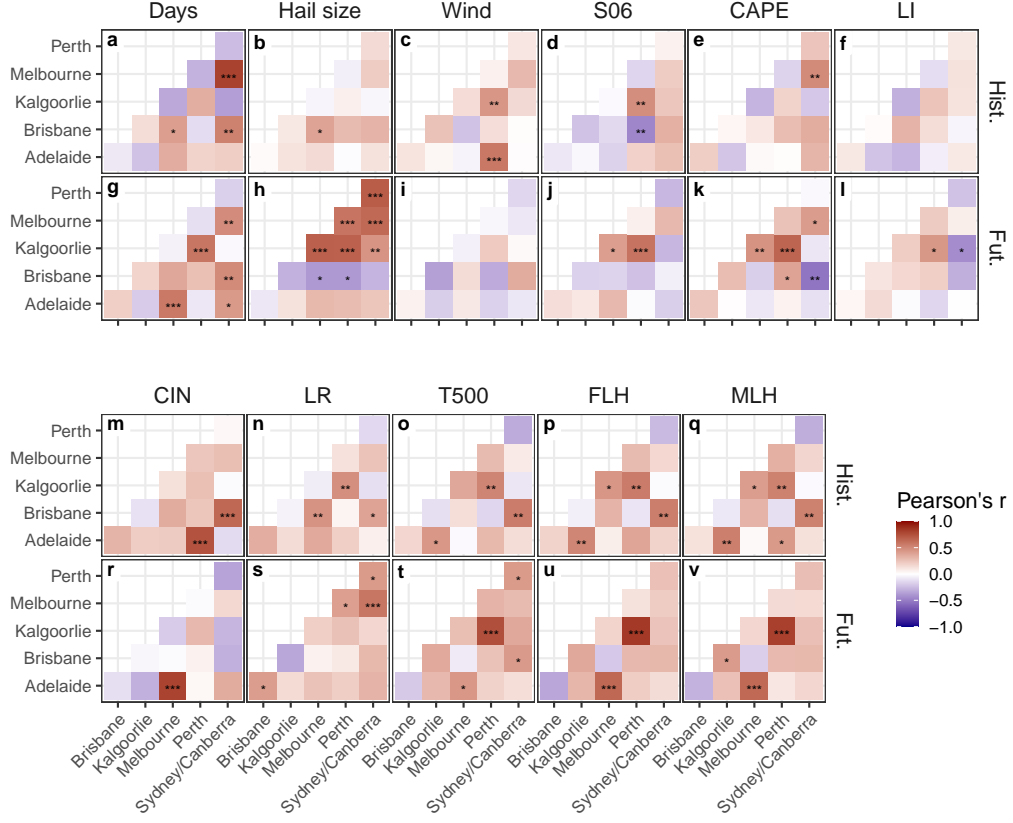 Days Hail size Wind S06 CAPE LI
a b c d e f
Perth
Melbourne
***
**
Kalgoorlie
**
**
Brisbane
*
**
*
**
Adelaide
***
Hist.
g h i j k l
Perth
***
Melbourne
**
***
***
*
Kalgoorlie
***
***
***
**
*
***
**
***
*
*
Brisbane
**
*
*
*
**
Adelaide
***
*
Fut.
CIN LR T500 FLH MLH
m n o p q
Perth
Melbourne
Kalgoorlie
**
**
*
**
*
**
Brisbane
***
**
*
**
**
**
Adelaide
***
*
**
**
*
Hist.
r s t u v
Perth
*
*
Melbourne
*
***
Kalgoorlie
***
***
***
Brisbane
*
*
Adelaide
***
*
*
***
***
Fut.
Brisbane Kalgoorlie Melbourne Perth Sydney/Canberra
Brisbane Kalgoorlie Melbourne Perth Sydney/Canberra
Brisbane Kalgoorlie Melbourne Perth Sydney/Canberra
Brisbane Kalgoorlie Melbourne Perth Sydney/Canberra
Brisbane Kalgoorlie Melbourne Perth Sydney/Canberra
Pearson's r
1.0
0.5
0.0
−0.5
−1.0